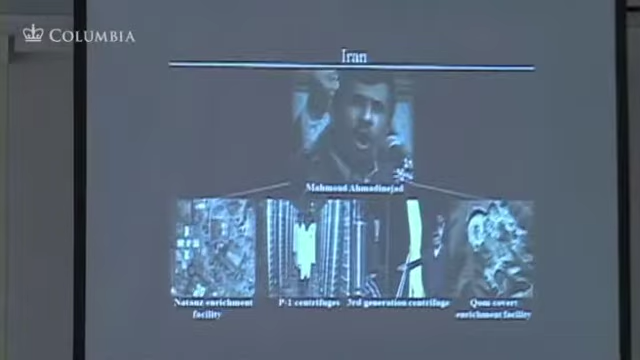 COLUMBIA
Iran
Mahmoud Ahmadinejad
Natanz enrichment
facility
P-1 centrifuges
3rd generation centrifuge
Qom covert
enrichment facility